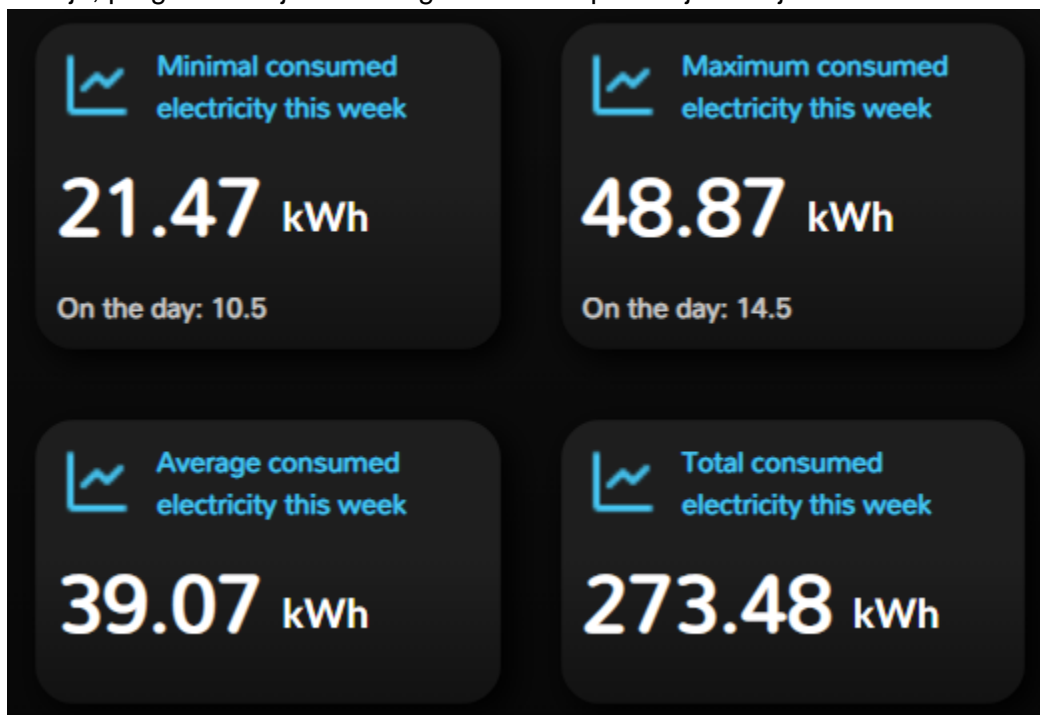 Minimal consumed
electricity this week
21.47 kWh
On the day: 10.5
Maximum consumed
electricity this week
48.87 kWh
On the day: 14.5
Average consumed
electricity this week
39.07 kWh
Total consumed
electricity this week
273.48 kWh